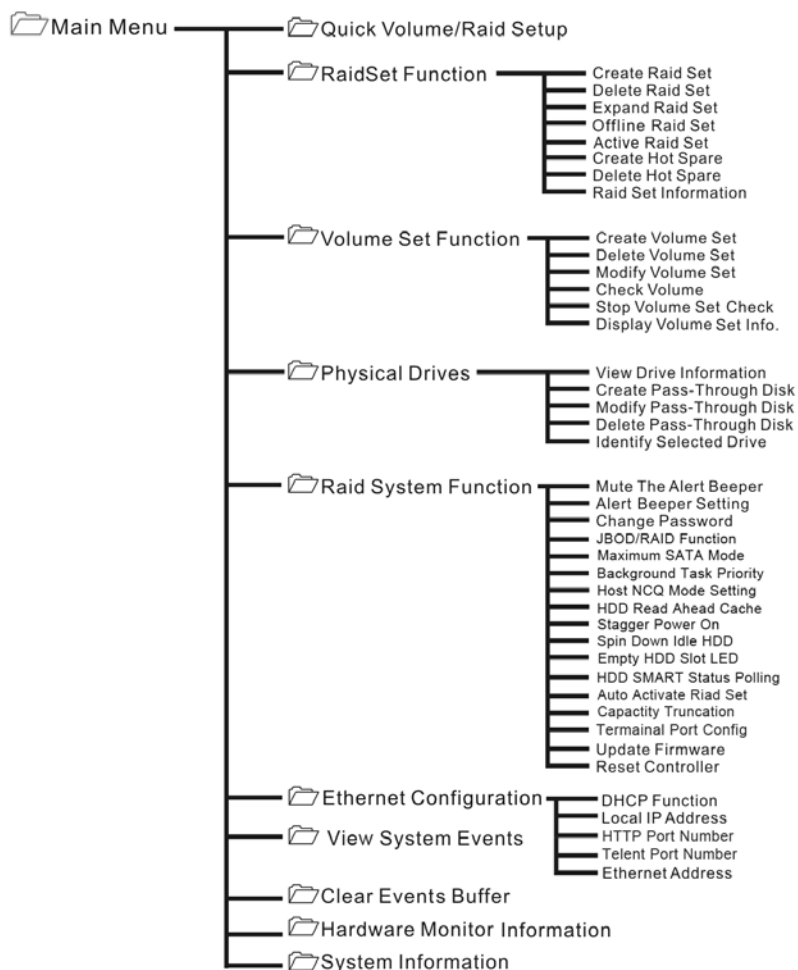 Main Menu
Quick Volume/Raid Setup
RaidSet Function
Create Raid Set
Delete Raid Set
Expand Raid Set
Offline Raid Set
Active Raid Set
Create Hot Spare
Delete Hot Spare
Raid Set Information
Volume Set Function
Create Volume Set
Delete Volume Set
Modify Volume Set
Check Volume
Stop Volume Set Check
Display Volume Set Info.
Physical Drives
View Drive Information
Create Pass-Through Disk
Modify Pass-Through Disk
Delete Pass-Through Disk
Identify Selected Drive
Raid System Function
Mute The Alert Beeper
Alert Beeper Setting
Change Password
JBOD/RAID Function
Maximum SATA Mode
Background Task Priority
Host NCQ Mode Setting
HDD Read Ahead Cache
Stagger Power On
Spin Down Idle HDD
Empty HDD Slot LED
HDD SMART Status Polling
Auto Activate Riad Set
Capactity Truncation
Termainal Port Config
Update Firmware
Reset Controller
Ethernet Configuration
DHCP Function
Local IP Address
HTTP Port Number
Telent Port Number
Ethernet Address
View System Events
Clear Events Buffer
Hardware Monitor Information
System Information